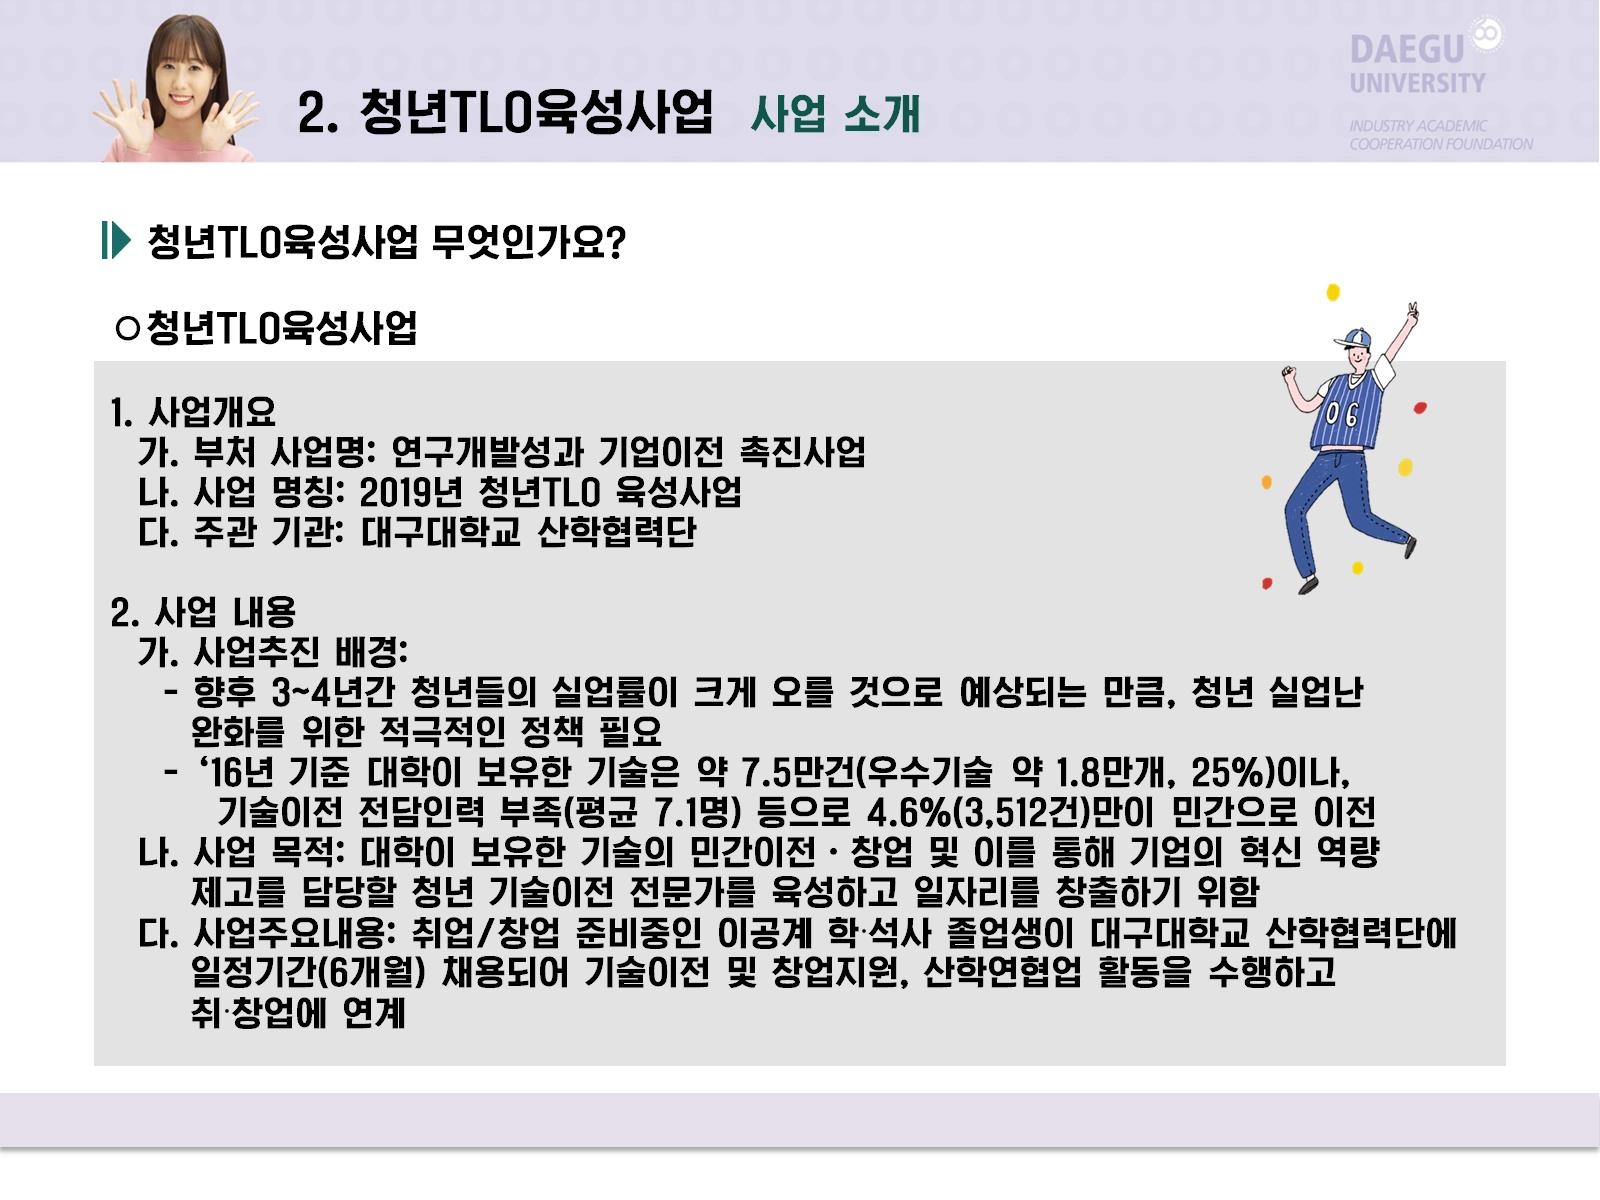 2. 청년TLO육성사업 사업 소개
DAEGU
UNIVERSITY
INDUSTRY ACADEMIC
COOPERATION FOUNDATION
청년TLO육성사업 무엇인가요?
○청년TLO육성사업
06
1. 사업개요
가. 부처 사업명: 연구개발성과 기업이전 촉진사업
나. 사업 명칭: 2019년 청년TLO 육성사업
다. 주관 기관: 대구대학교 산학협력단
2. 사업 내용
가. 사업추진 배경:
- 향후 3~4년간 청년들의 실업률이 크게 오를 것으로 예상되는 만큼, 청년 실업난
완화를 위한 적극적인 정책 필요
- ‘16년 기준 대학이 보유한 기술은 약 7.5만건(우수기술 약 1.8만개, 25%)이나,
기술이전 전담인력 부족(평균 7.1명) 등으로 4.6%(3,512건)만이 민간으로 이전
나. 사업 목적: 대학이 보유한 기술의 민간이전 · 창업 및 이를 통해 기업의 혁신 역량
제고를 담당할 청년 기술이전 전문가를 육성하고 일자리를 창출하기 위함
다. 사업주요내용: 취업/창업 준비중인 이공계 학·석사 졸업생이 대구대학교 산학협력단에
일정기간(6개월) 채용되어 기술이전 및 창업지원, 산학연협업 활동을 수행하고
취·창업에 연계